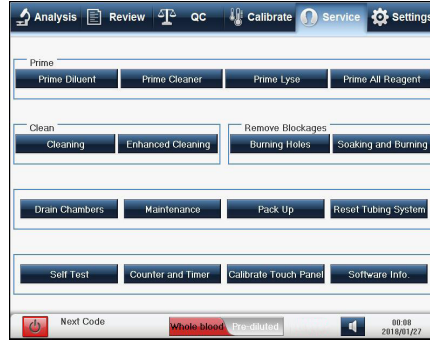 Analysis Review QC Calibrate Service Settings
Prime
Prime Diluent Prime Cleaner Prime Lyse Prime All Reagent
Clean Remove Blockages
Cleaning Enhanced Cleaning Burning Holes Soaking and Burning
Drain Chambers Maintenance Pack Up Reset Tubing System
Self Test Counter and Timer Calibrate Touch Panel Software Info.
Next Code Whole blood Pre-diluted 00:08
2018/01/27